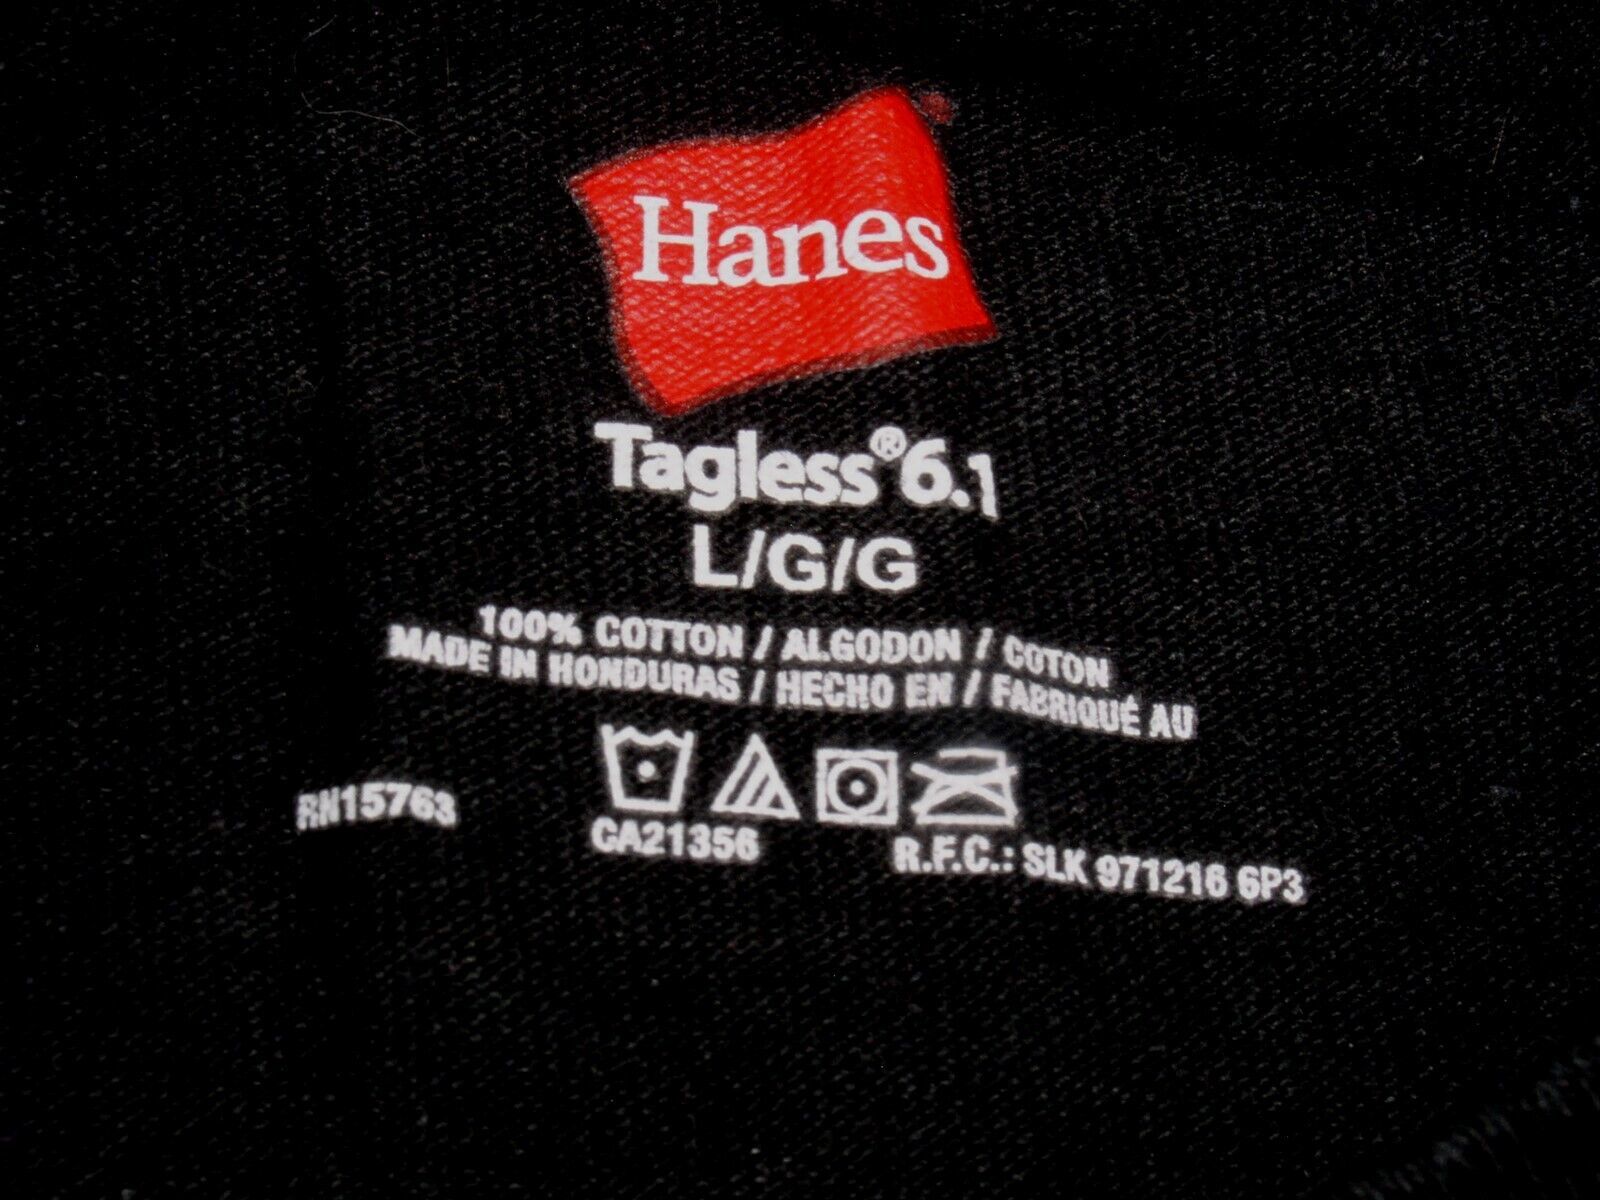 Hanes
Tagless® 6.1
L/G/G
100% COTTON / ALGODON / COTON
MADE IN HONDURAS / HECHO EN / FABRIQUÉ AU
RN15763
CA21356
R.F.C.: SLK 971216 6P3